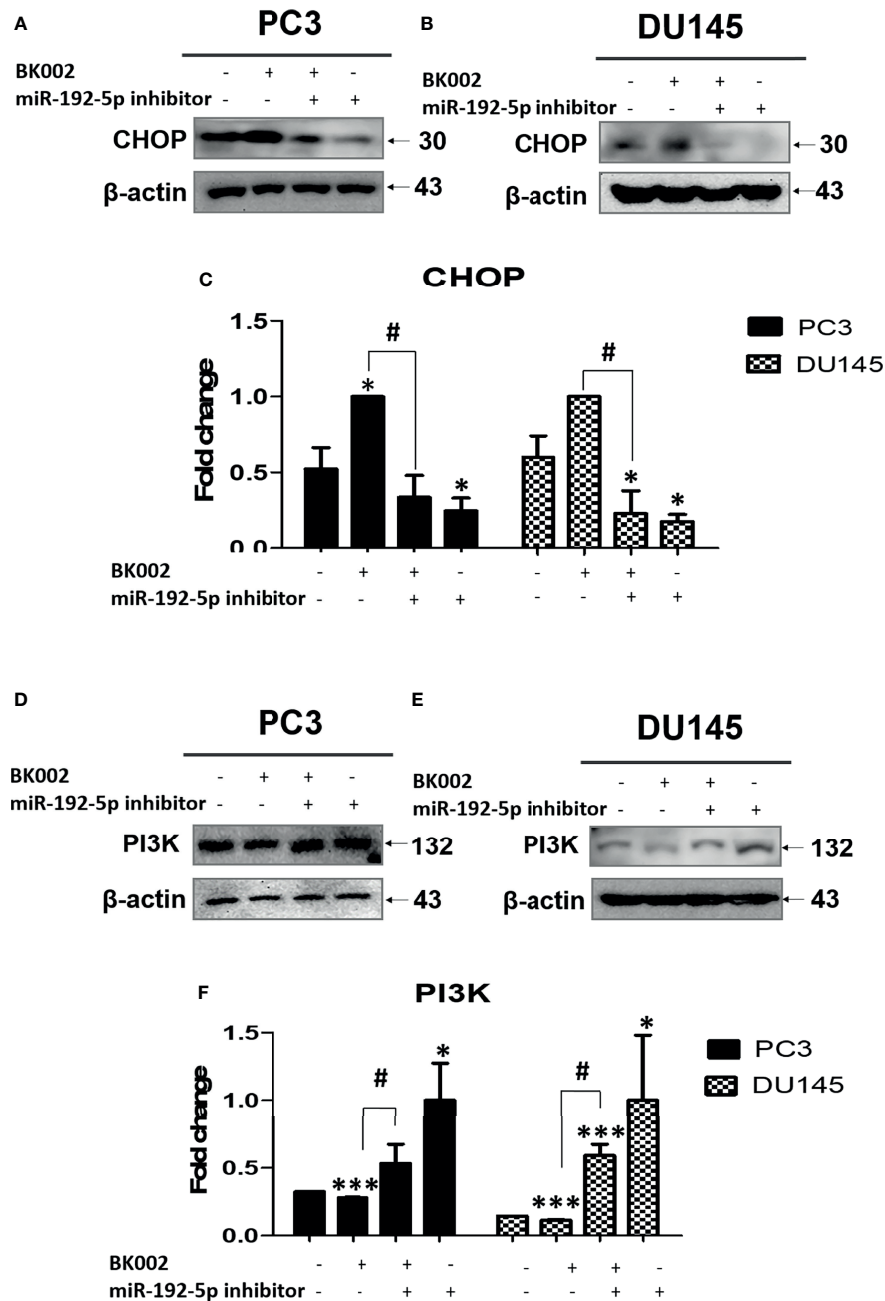 A
PC3
BK002 - + + -
miR-192-5p inhibitor - - + +
CHOP 30
β-actin 43
B
DU145
BK002 - + + -
miR-192-5p inhibitor - - + +
CHOP 30
β-actin 43
C
CHOP
Fold change
1.5
1.0
0.5
0.0
# * *
# * *
PC3
DU145
BK002 - + + - - + + -
miR-192-5p inhibitor - - + + - - + +
D
PC3
BK002 - + + -
miR-192-5p inhibitor - - + +
PI3K 132
β-actin 43
E
DU145
BK002 - + + -
miR-192-5p inhibitor - - + +
PI3K 132
β-actin 43
F
PI3K
Fold change
1.5
1.0
0.5
0.0
*** # *
*** # *** *
PC3
DU145
BK002 - + + - - + + -
miR-192-5p inhibitor - - + + - - + +